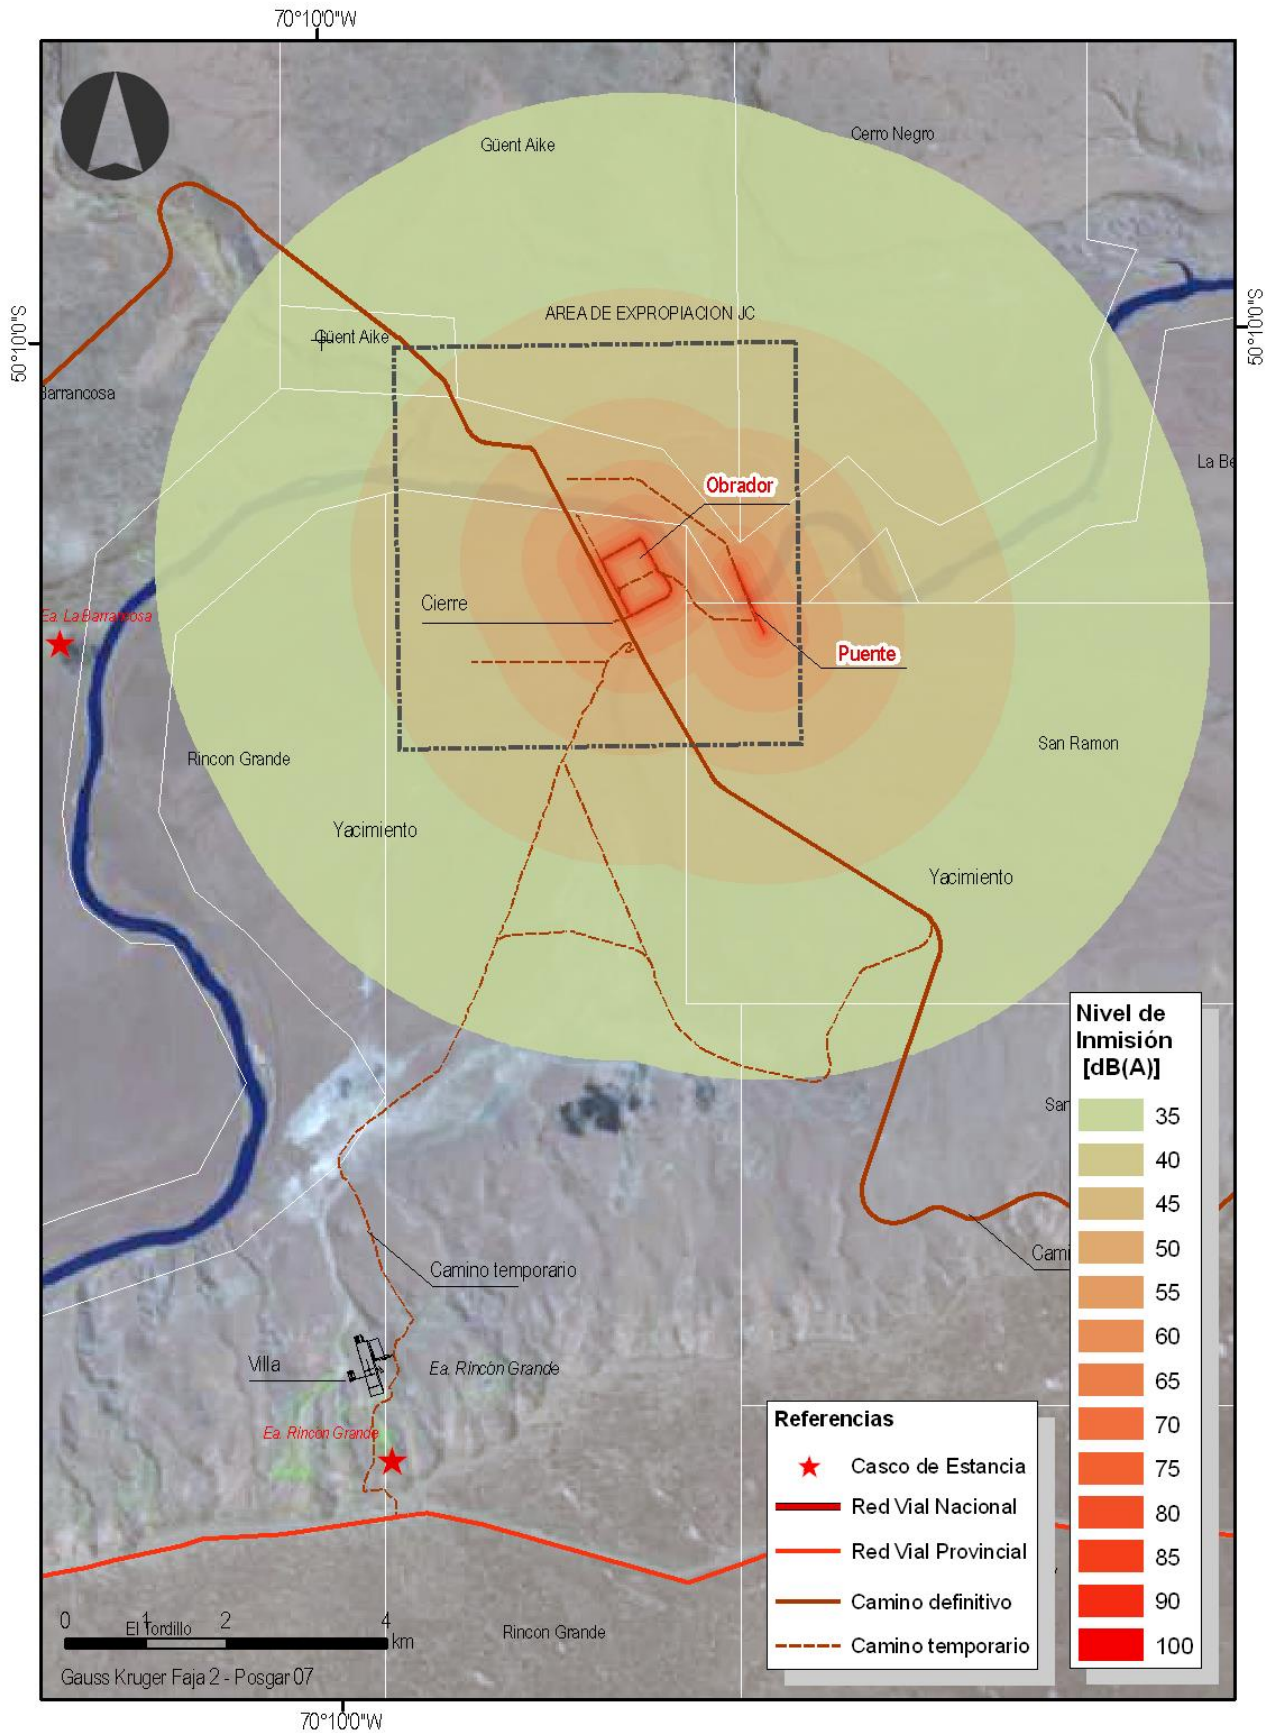 70°10'0"W
Güent Aike
Cerro Negro
50°10'0"S
50°10'0"S
AREA DE EXPROPIACION JC
Güent Aike
Barrancosa
La Be
Obrador
Cierre
Ea. La Barrancosa
Puente
Rincon Grande
San Ramon
Yacimiento
Yacimiento
Nivel de
Inmisión
[dB(A)]
35
40
45
50
55
60
65
70
75
80
85
90
100
San
Cami
Camino temporario
Villa
Ea. Rincón Grande
Ea. Rincón Grande
Referencias
Casco de Estancia
Red Vial Nacional
Red Vial Provincial
Camino definitivo
Camino temporario
0 1 2 4
km
El Tordillo
Rincon Grande
Gauss Kruger Faja 2 - Posgar 07
70°10'0"W